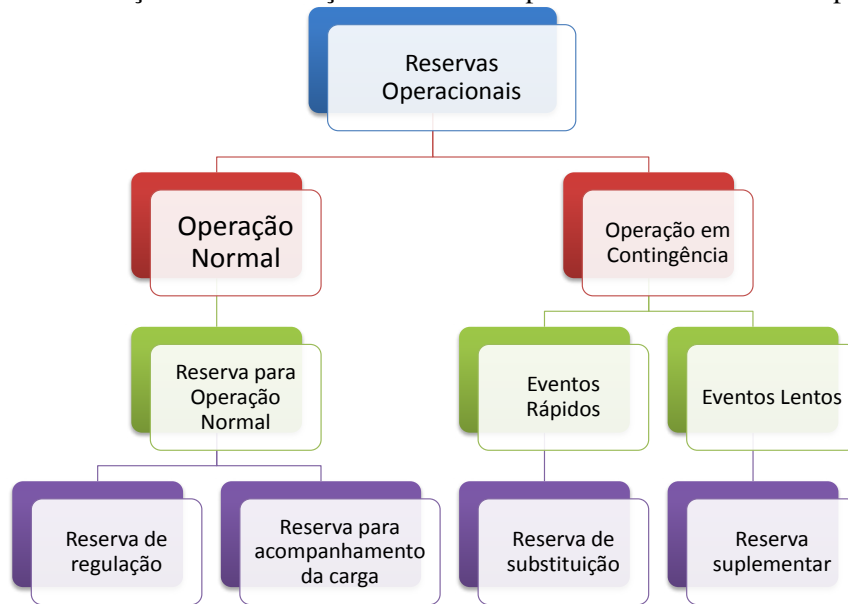 Reservas
Operacionais
Operação
Normal
Operação em
Contingência
Reserva para
Operação
Normal
Eventos
Rápidos
Eventos Lentos
Reserva de
regulação
Reserva para
acompanhamento
da carga
Reserva de
substituição
Reserva
suplementar